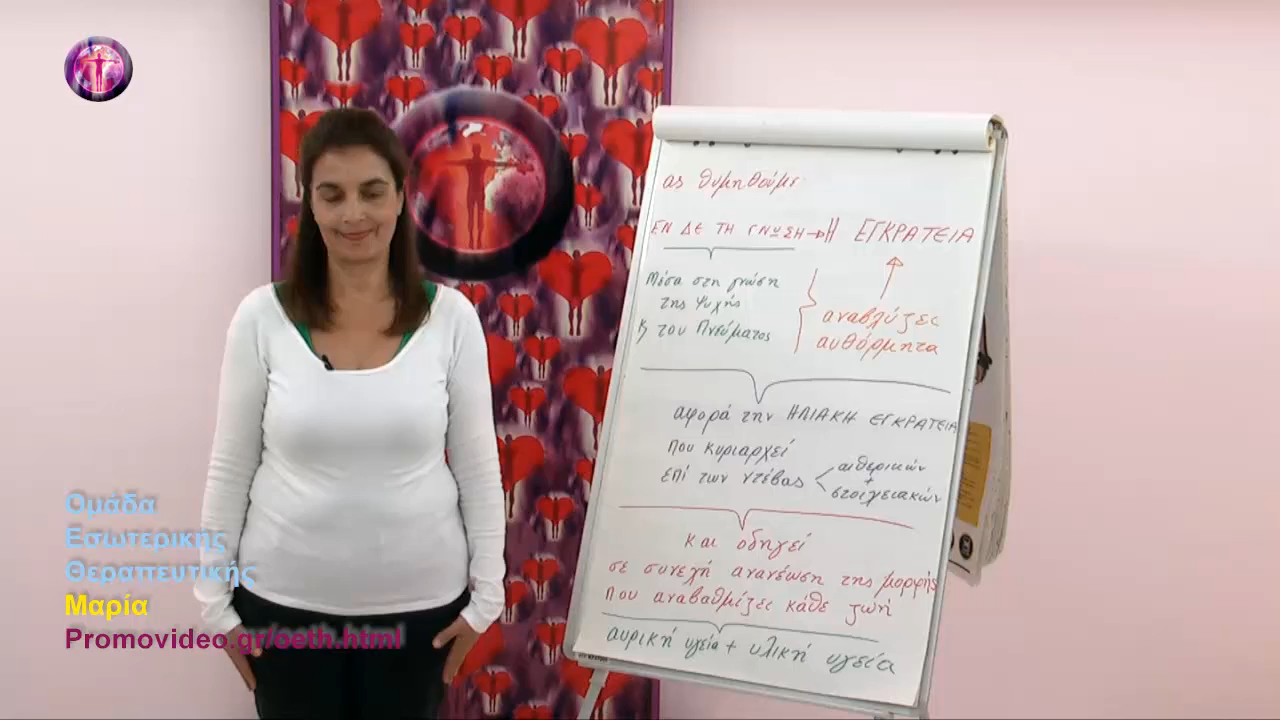 ας θυμηθούμε
ΕΝ ΔΕ ΤΗ ΓΝΩΣΗ → Η ΕΓΚΡΑΤΕΙΑ
Μέσα στη γνώση
της Ψυχής
κ του Πνεύματος
αναβλύζει
αυθόρμητα
αφορά την ΗΛΙΑΚΗ ΕΓΚΡΑΤΕΙΑ
που κυριαρχεί
επί των ντέβας
αιθερικών
+
στοιχειακών
και οδηγεί
σε συνεχή ανανέωση της μορφής
που αναβαθμίζει κάθε ζωή
αυρική υγεία + υλική υγεία
Ομάδα
Εσωτερικής
Θεραπευτικής
Μαρία
Promovideo.gr/oeth.html